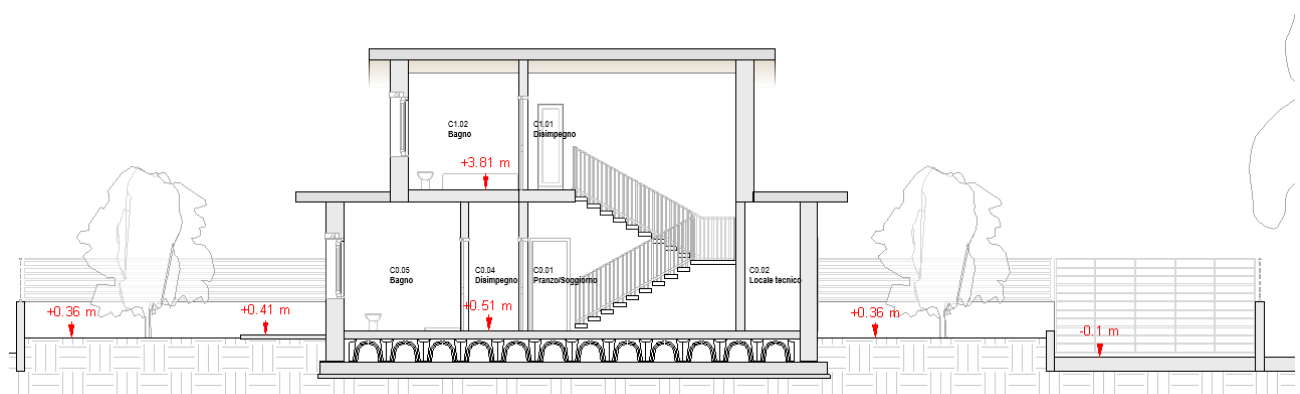 C1.02
Bagno
C1.01
Disimpegno
+3.81 m
C0.05
Bagno
C0.04
Disimpegno
C0.01
Pranzo/Soggiorno
C0.02
Locale tecnico
+0.36 m
+0.41 m
+0.51 m
+0.36 m
-0.1 m